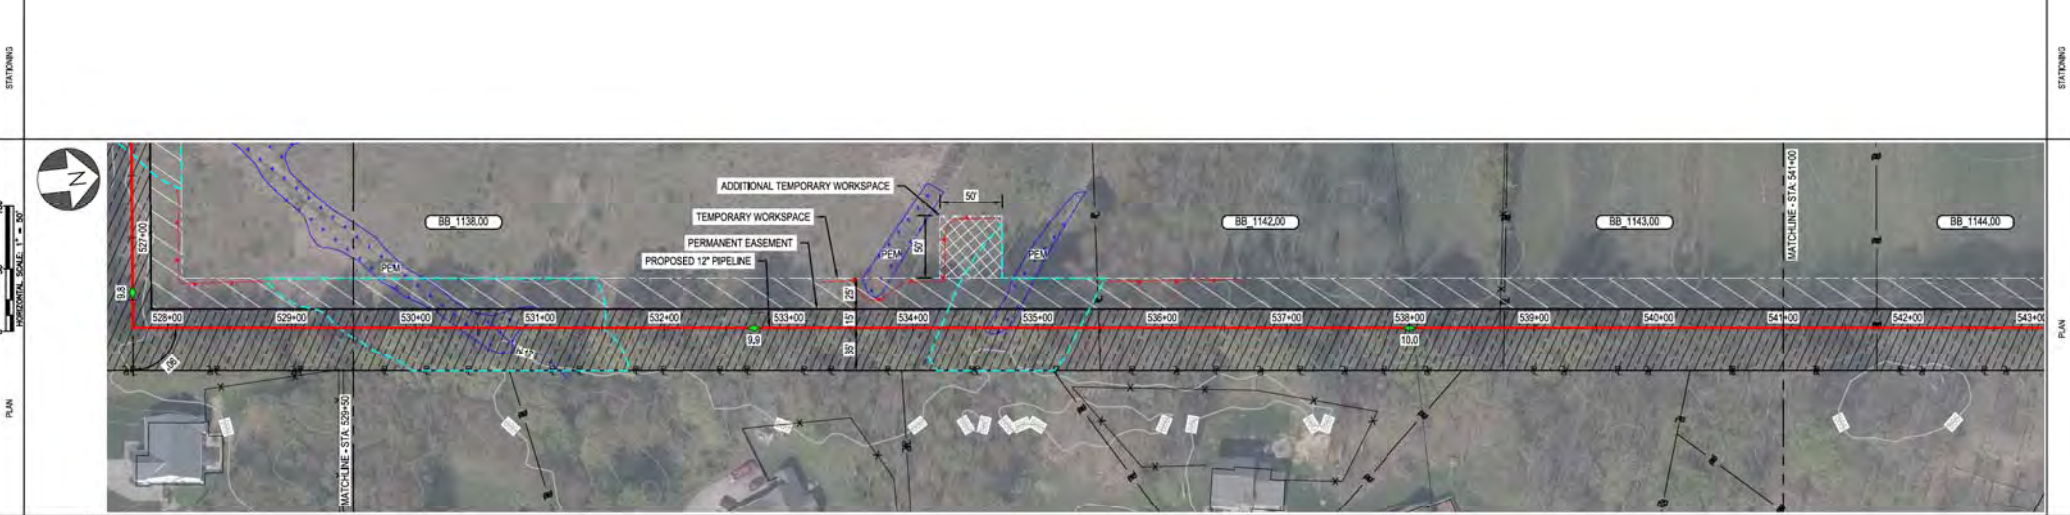 STATIONING
STATIONING
N
HORIZONTAL SCALE: 1" = 50'
ADDITIONAL TEMPORARY WORKSPACE
50'
TEMPORARY WORKSPACE
50'
PERMANENT EASEMENT
PROPOSED 12" PIPELINE
BB_1138.00
BB_1142.00
BB_1143.00
BB_1144.00
MATCHLINE - STA: 541+00
PEM
PEM
PEM
527+00
9.8
25'
15'
35'
528+00
529+00
530+00
531+00
532+00
533+00
534+00
535+00
536+00
537+00
538+00
539+00
540+00
541+00
542+00
543+0
9.9
10.0
90°
MATCHLINE - STA: 529+50
PLAN
PLAN
PLAN